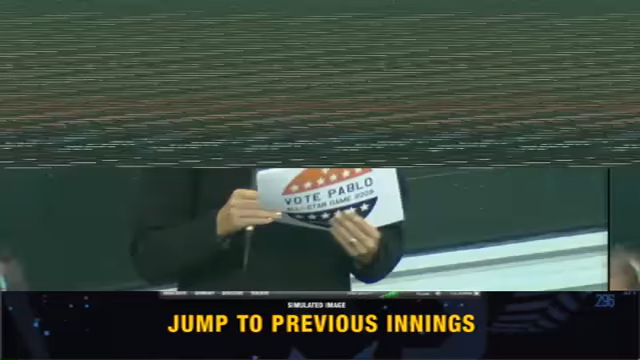 VOTE PABLO
ALL-STAR GAME 2009
SIMULATED IMAGE
JUMP TO PREVIOUS INNINGS